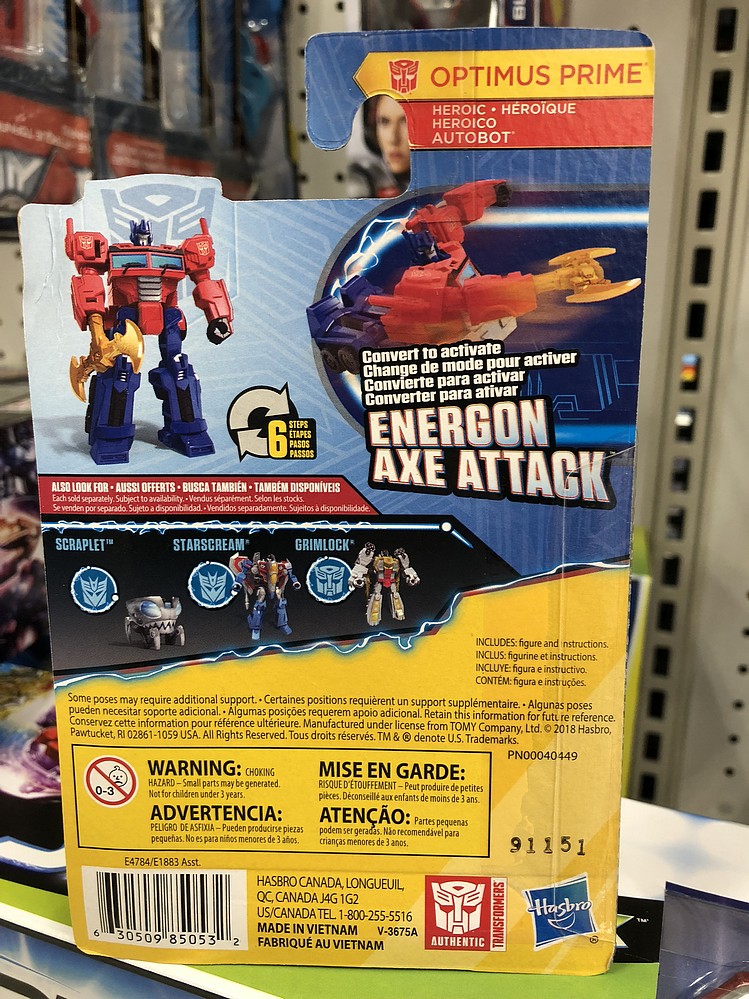 OPTIMUS PRIME
HEROIC • HÉROÏQUE
HEROICO
AUTOBOT®
Convert to activate
Change de mode pour activer
Convierte para activar
Converter para ativar
ENERGON
AXE ATTACK™
6 STEPS
ÉTAPES
PASOS
PASSOS
ALSO LOOK FOR • AUSSI OFFERTS • BUSCA TAMBIÉN • TAMBÉM DISPONÍVEIS
Each sold separately. Subject to availability. • Vendus séparément. Selon les stocks.
Se venden por separado. Sujeto a disponibilidad. • Vendidos separadamente. Sujeitos à disponibilidade.
SCRAPLET™ STARSCREAM® GRIMLOCK®
INCLUDES: figure and instructions.
INCLUS: figurine et instructions.
INCLUYE: figura e instructivo.
CONTÉM: figura e instruções.
Some poses may require additional support. • Certaines positions requièrent un support supplémentaire. • Algunas poses
pueden necesitar soporte adicional. • Algumas posições requerem apoio adicional. Retain this information for future reference.
Conservez cette information pour référence ultérieure. Manufactured under license from TOMY Company, Ltd. © 2018 Hasbro,
Pawtucket, RI 02861-1059 USA. All Rights Reserved. Tous droits réservés. TM & ® denote U.S. Trademarks.
PN00040449
0-3
WARNING: CHOKING
HAZARD – Small parts may be generated.
Not for children under 3 years.
MISE EN GARDE:
RISQUE D'ÉTOUFFEMENT – Peut produire de petites
pièces. Déconseillé aux enfants de moins de 3 ans.
ADVERTENCIA:
PELIGRO DE ASFIXIA – Pueden producirse piezas
pequeñas. No es para niños menores de 3 años.
ATENÇÃO: Partes pequenas
podem ser geradas. Não recomendável para
crianças menores de 3 anos.
91151
E4784/E1883 Asst.
6 30509 85053 2
HASBRO CANADA, LONGUEUIL,
QC, CANADA J4G 1G2
US/CANADA TEL. 1-800-255-5516
MADE IN VIETNAM V-3675A
FABRIQUÉ AU VIETNAM
AUTHENTIC
TRANSFORMERS
Hasbro®